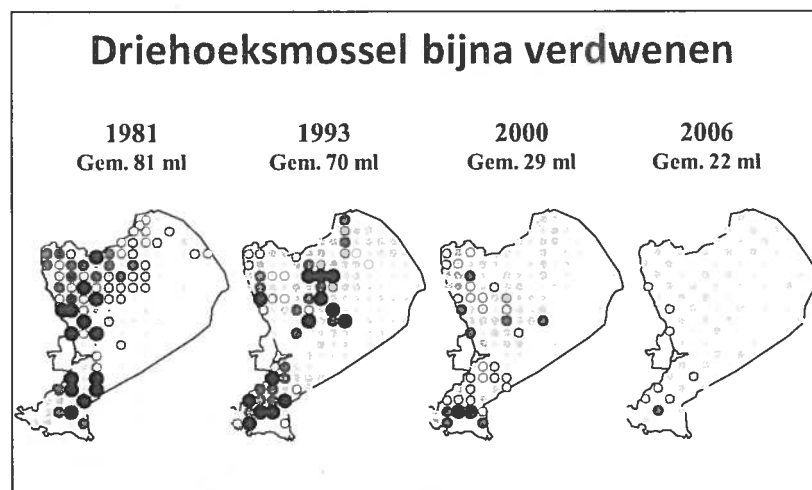 Driehoeksmossel bijna verdwenen
1981
Gem. 81 ml
1993
Gem. 70 ml
2000
Gem. 29 ml
2006
Gem. 22 ml